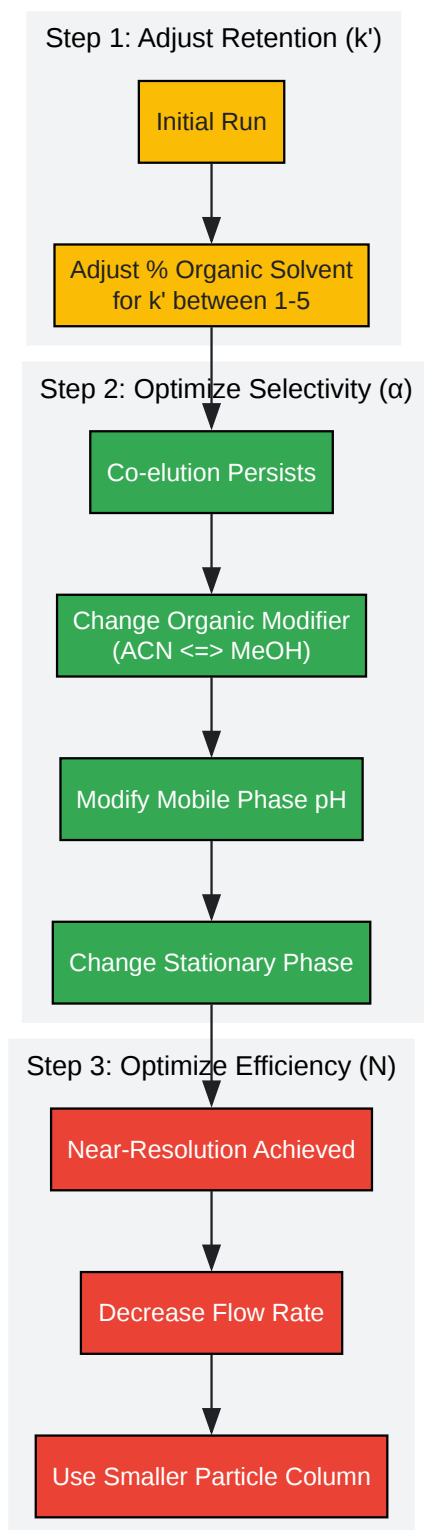 Step 1: Adjust Retention (k')
Initial Run
Adjust % Organic Solvent
for k' between 1-5
Step 2: Optimize Selectivity (α)
Co-elution Persists
Change Organic Modifier
(ACN <=> MeOH)
Modify Mobile Phase pH
Change Stationary Phase
Step 3: Optimize Efficiency (N)
Near-Resolution Achieved
Decrease Flow Rate
Use Smaller Particle Column